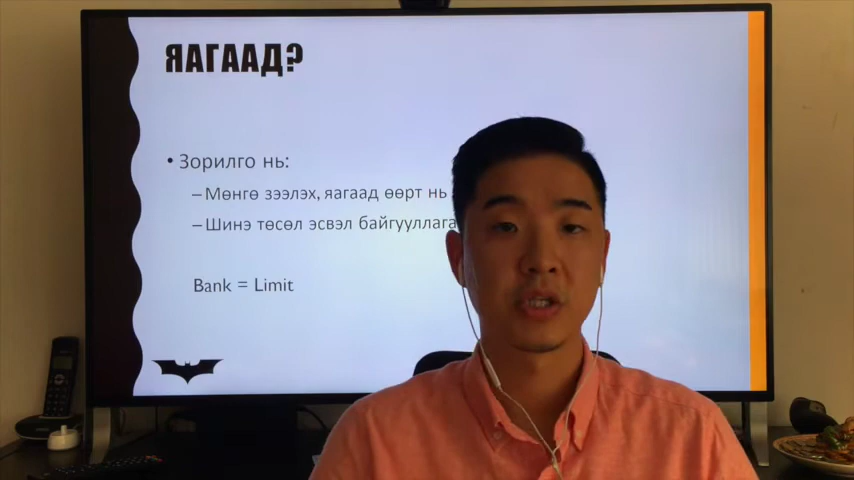 ЯАГААД?
• Зорилго нь:
– Мөнгө зээлэх, яагаад өөрт нь
– Шинэ төсөл эсвэл байгууллага
Bank = Limit